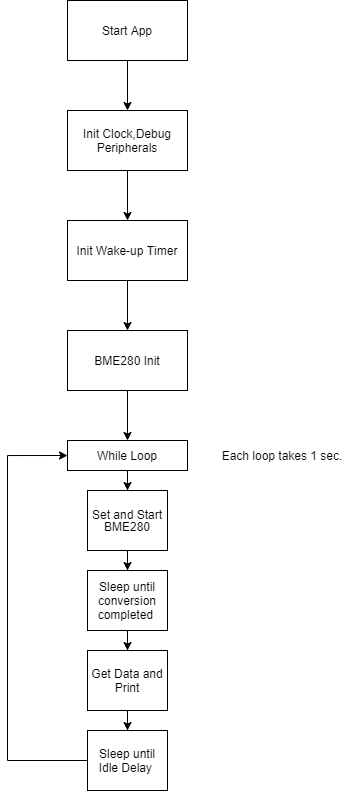 Start App
Init Clock,Debug
Peripherals
Init Wake-up Timer
BME280 Init
While Loop
Each loop takes 1 sec.
Set and Start
BME280
Sleep until
conversion
completed
Get Data and
Print
Sleep until
Idle Delay